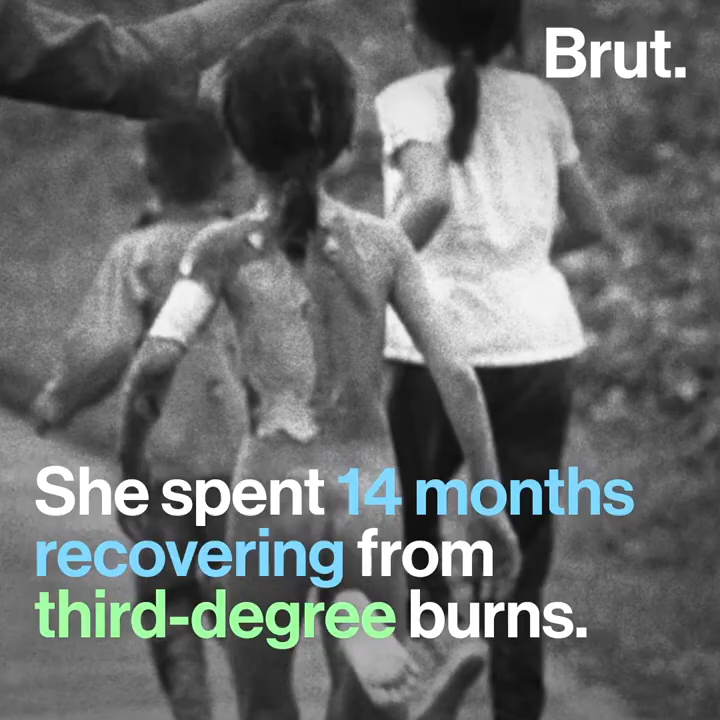 Brut.
She spent 14 months
recovering from
third-degree burns.